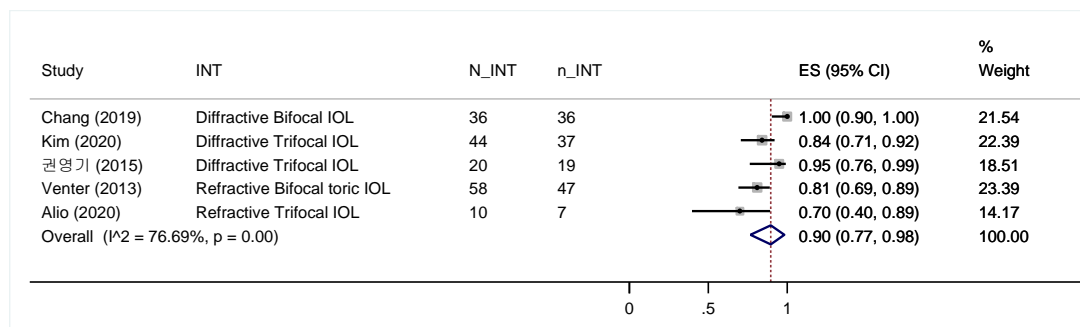 %
Study INT N_INT n_INT ES (95% CI) Weight
Chang (2019) Diffractive Bifocal IOL 36 36 1.00 (0.90, 1.00) 21.54
Kim (2020) Diffractive Trifocal IOL 44 37 0.84 (0.71, 0.92) 22.39
권영기 (2015) Diffractive Trifocal IOL 20 19 0.95 (0.76, 0.99) 18.51
Venter (2013) Refractive Bifocal toric IOL 58 47 0.81 (0.69, 0.89) 23.39
Alio (2020) Refractive Trifocal IOL 10 7 0.70 (0.40, 0.89) 14.17
Overall (I^2 = 76.69%, p = 0.00) 0.90 (0.77, 0.98) 100.00
0 .5 1